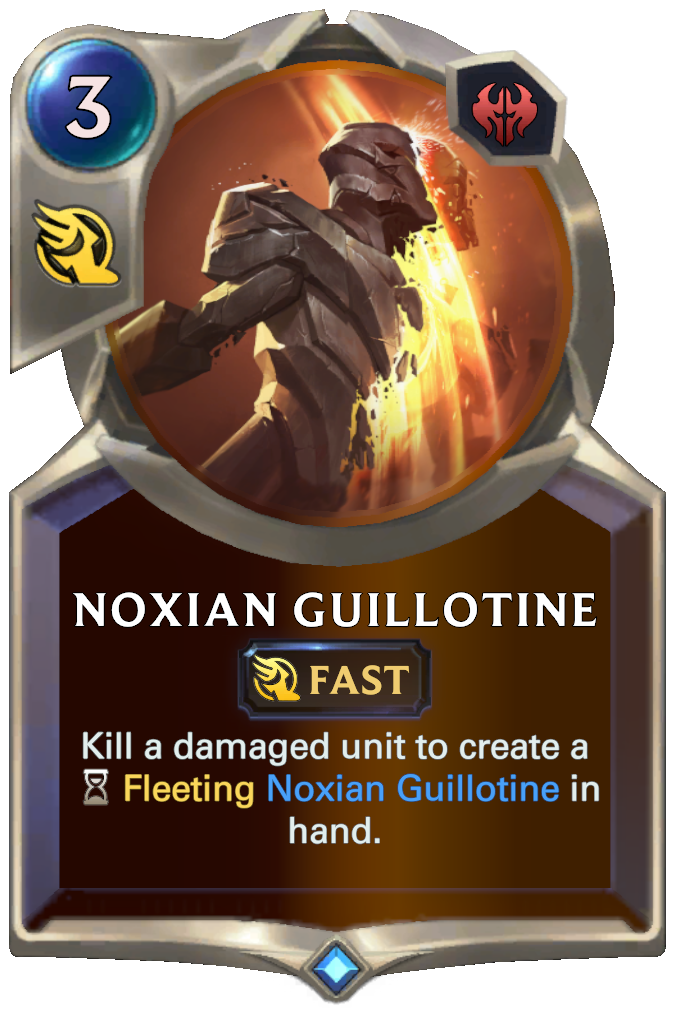 3
NOXIAN GUILLOTINE
FAST
Kill a damaged unit to create a
Fleeting Noxian Guillotine in
hand.